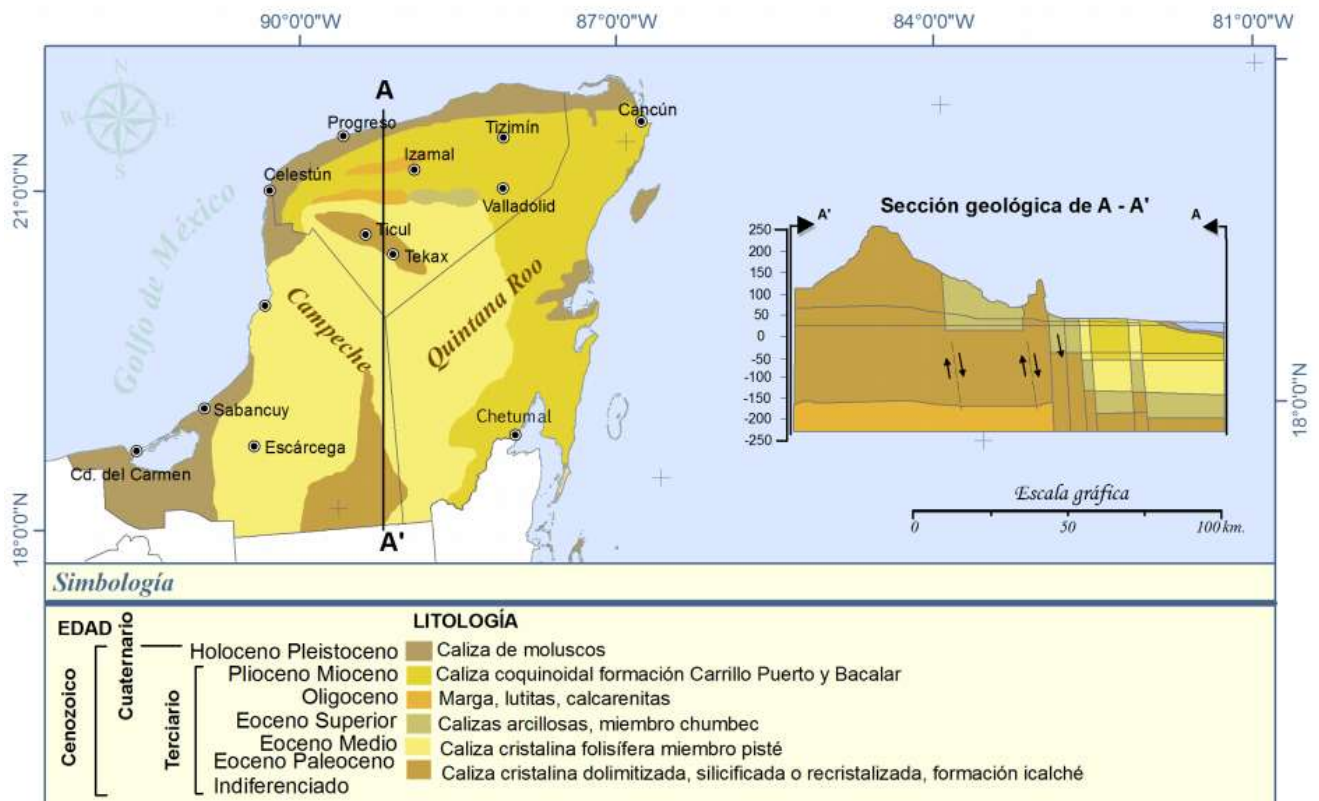 90°0'0"W
87°0'0"W
84°0'0"W
81°0'0"W
21°0'0"N
18°0'0"N
18°0'0"N
N
W E
S
Golfo de México
A
Progreso
Tizimín
Cancún
Izamal
Celestún
Valladolid
Ticul
Tekax
Campeche
Quintana Roo
Sabancuy
Chetumal
Escárcega
Cd. del Carmen
A'
Sección geológica de A - A'
A'
A
250
200
150
100
50
0
-50
-100
-150
-200
-250
Escala gráfica
0 50 100 km.
Simbología
EDAD
LITOLOGÍA
Cenozoico
Cuaternario
Terciario
Holoceno Pleistoceno Caliza de moluscos
Plioceno Mioceno Caliza coquinoidal formación Carrillo Puerto y Bacalar
Oligoceno Marga, lutitas, calcarenitas
Eoceno Superior Calizas arcillosas, miembro chumbec
Eoceno Medio Caliza cristalina folisífera miembro pisté
Eoceno Paleoceno Caliza cristalina dolimitizada, silicificada o recristalizada, formación icalché
Indiferenciado